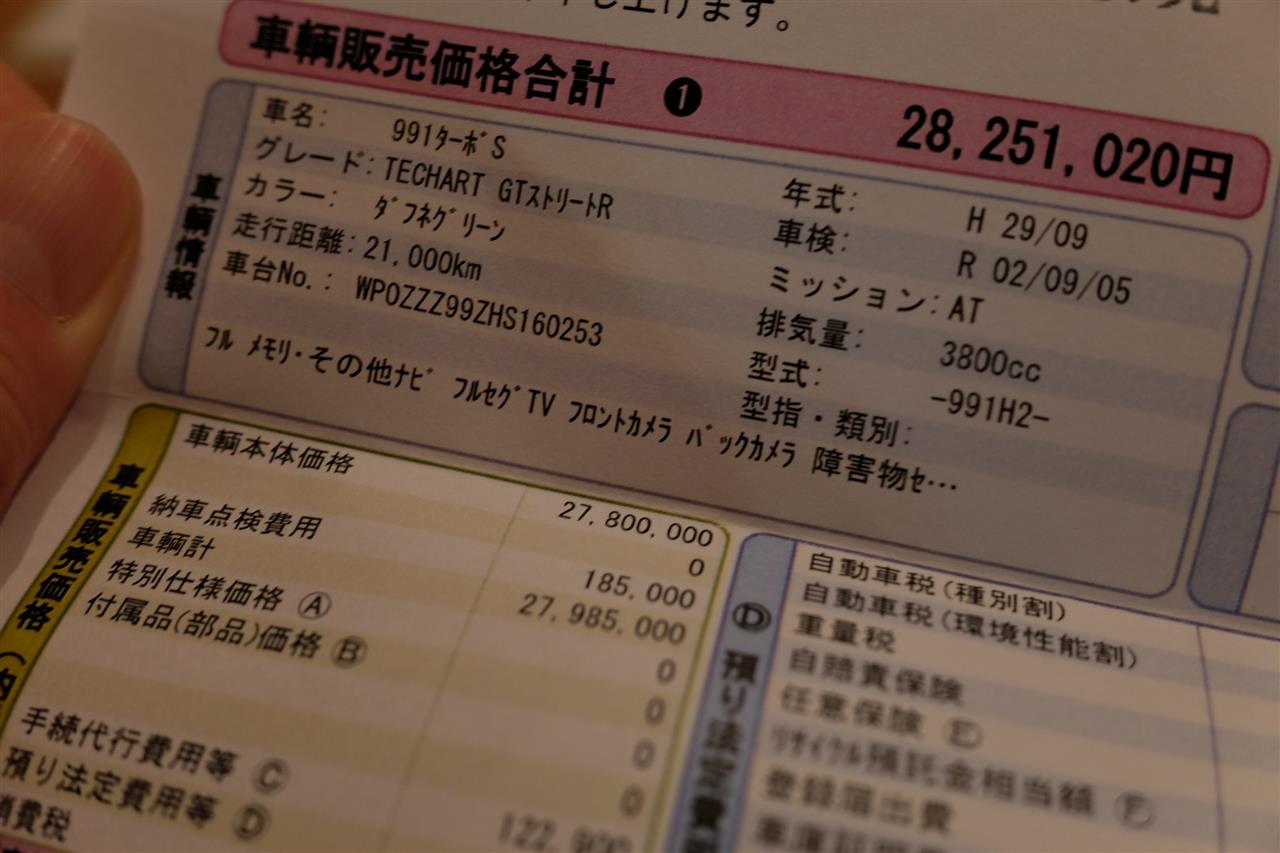 上げます。
車輌販売価格合計 ❶ 28,251,020円
車輌情報
車名: 991ﾀｰﾎﾞS
グレード: TECHART GTｽﾄﾘｰﾄR
カラー: ﾀﾞﾌﾈｸﾞﾘｰﾝ
走行距離: 21,000km
車台No.: WP0ZZZ99ZHS160253
年式: H 29/09
車検: R 02/09/05
ミッション: AT
排気量: 3800cc
型式: -991H2-
型指・類別:
ﾌﾙ ﾒﾓﾘ・その他ﾅﾋﾞ ﾌﾙｾｸﾞTV ﾌﾛﾝﾄｶﾒﾗ ﾊﾞｯｸｶﾒﾗ 障害物ｾ…
車輌販売価格(内
車輌本体価格 27,800,000
0
納車点検費用 185,000
車輌計 27,985,000
特別仕様価格 Ⓐ 0
付属品(部品)価格 Ⓑ 0
0
手続代行費用等 Ⓒ 0
預り法定費用等 Ⓓ
消費税
Ⓓ預り法定費
自動車税(種別割)
自動車税(環境性能割)
重量税
自賠責保険
任意保険 Ⓔ
ﾘｻｲｸﾙ預託金相当額 Ⓕ
登録届出費